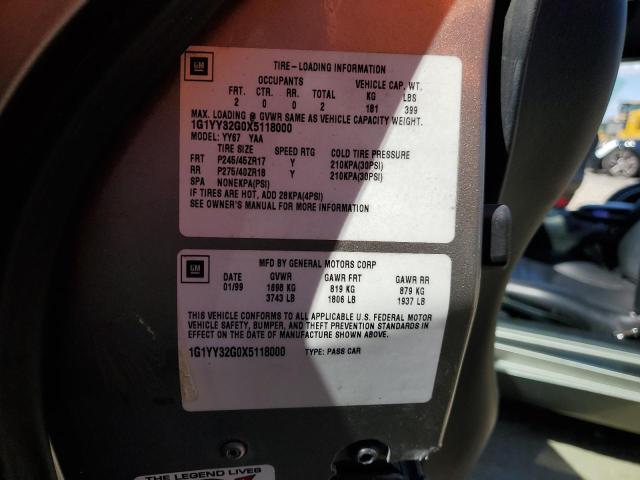 GM
TIRE-LOADING INFORMATION
OCCUPANTS VEHICLE CAP. WT.
FRT. CTR. RR. TOTAL KG LBS
2 0 0 2 181 399
MAX. LOADING @ GVWR SAME AS VEHICLE CAPACITY WEIGHT.
1G1YY32G0X5118000
MODEL: YY67 YAA
TIRE SIZE SPEED RTG COLD TIRE PRESSURE
FRT P245/45ZR17 Y 210KPA(30PSI)
RR P275/40ZR18 Y 210KPA(30PSI)
SPA NONEKPA(PSI)
IF TIRES ARE HOT, ADD 28KPA(4PSI)
SEE OWNER'S MANUAL FOR MORE INFORMATION
GM
MFD BY GENERAL MOTORS CORP
DATE GVWR GAWR FRT GAWR RR
01/99 1698 KG 819 KG 879 KG
3743 LB 1806 LB 1937 LB
THIS VEHICLE CONFORMS TO ALL APPLICABLE U.S. FEDERAL MOTOR
VEHICLE SAFETY, BUMPER, AND THEFT PREVENTION STANDARDS IN
EFFECT ON THE DATE OF MANUFACTURE SHOWN ABOVE.
1G1YY32G0X5118000 TYPE: PASS CAR
THE LEGEND LIVES